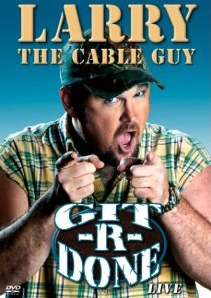 LARRY
THE CABLE GUY
GIT
-R-
DONE
LIVE
DVD